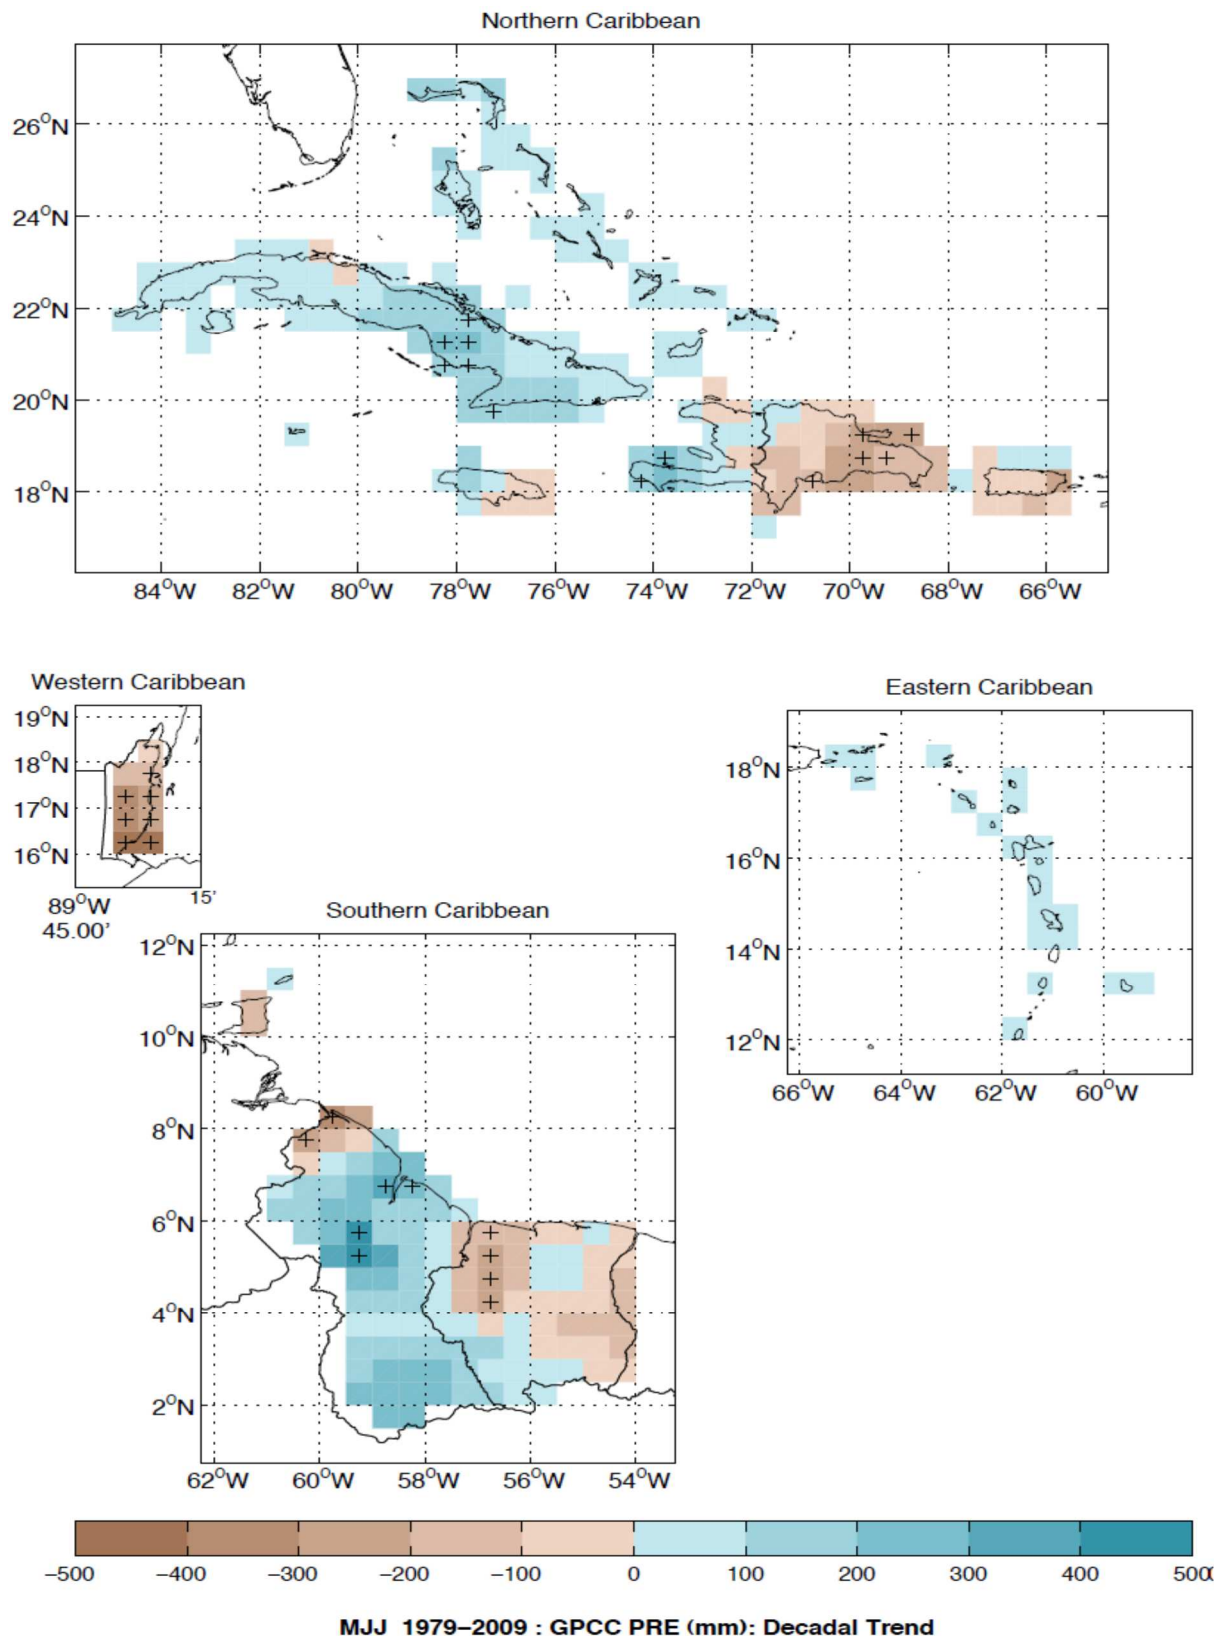 Northern Caribbean
26°N
24°N
22°N
20°N
18°N
84°W 82°W 80°W 78°W 76°W 74°W 72°W 70°W 68°W 66°W
Western Caribbean
19°N
18°N
17°N
16°N
89°W 15'
45.00'
Eastern Caribbean
18°N
16°N
14°N
12°N
66°W 64°W 62°W 60°W
Southern Caribbean
12°N
10°N
8°N
6°N
4°N
2°N
62°W 60°W 58°W 56°W 54°W
−500 −400 −300 −200 −100 0 100 200 300 400 500
MJJ 1979−2009 : GPCC PRE (mm): Decadal Trend